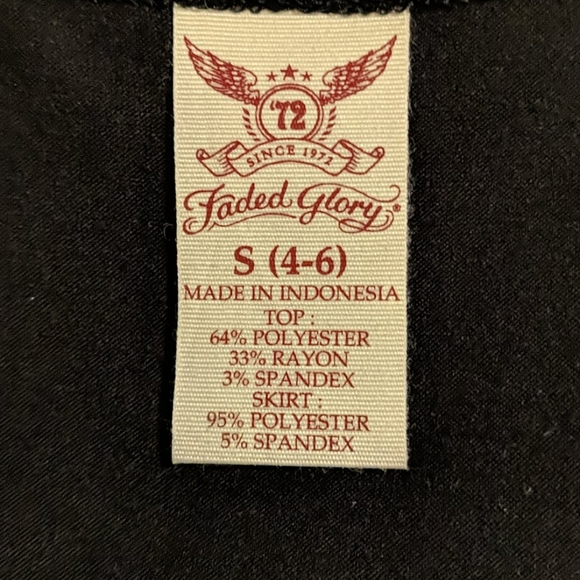 '72
SINCE 1972
Faded Glory®
S (4-6)
MADE IN INDONESIA
TOP :
64% POLYESTER
33% RAYON
3% SPANDEX
SKIRT :
95% POLYESTER
5% SPANDEX